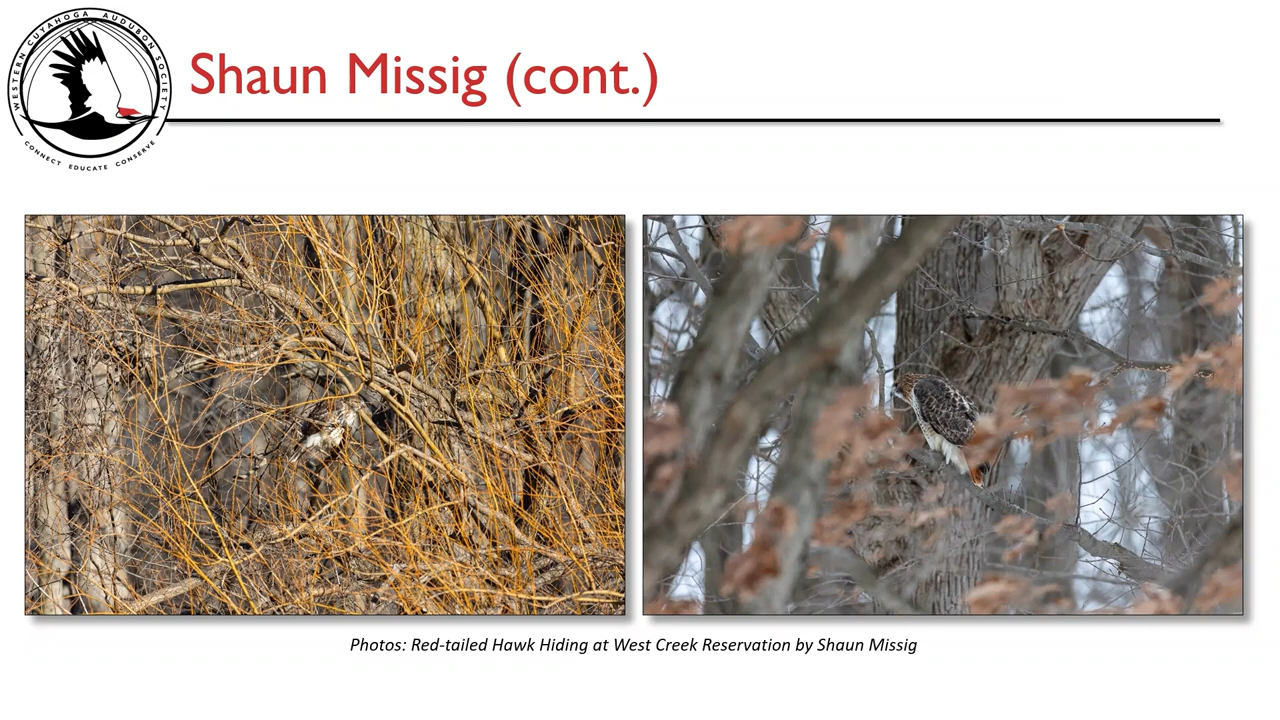 WESTERN CUYAHOGA AUDUBON SOCIETY
CONNECT EDUCATE CONSERVE
Shaun Missig (cont.)
Photos: Red-tailed Hawk Hiding at West Creek Reservation by Shaun Missig